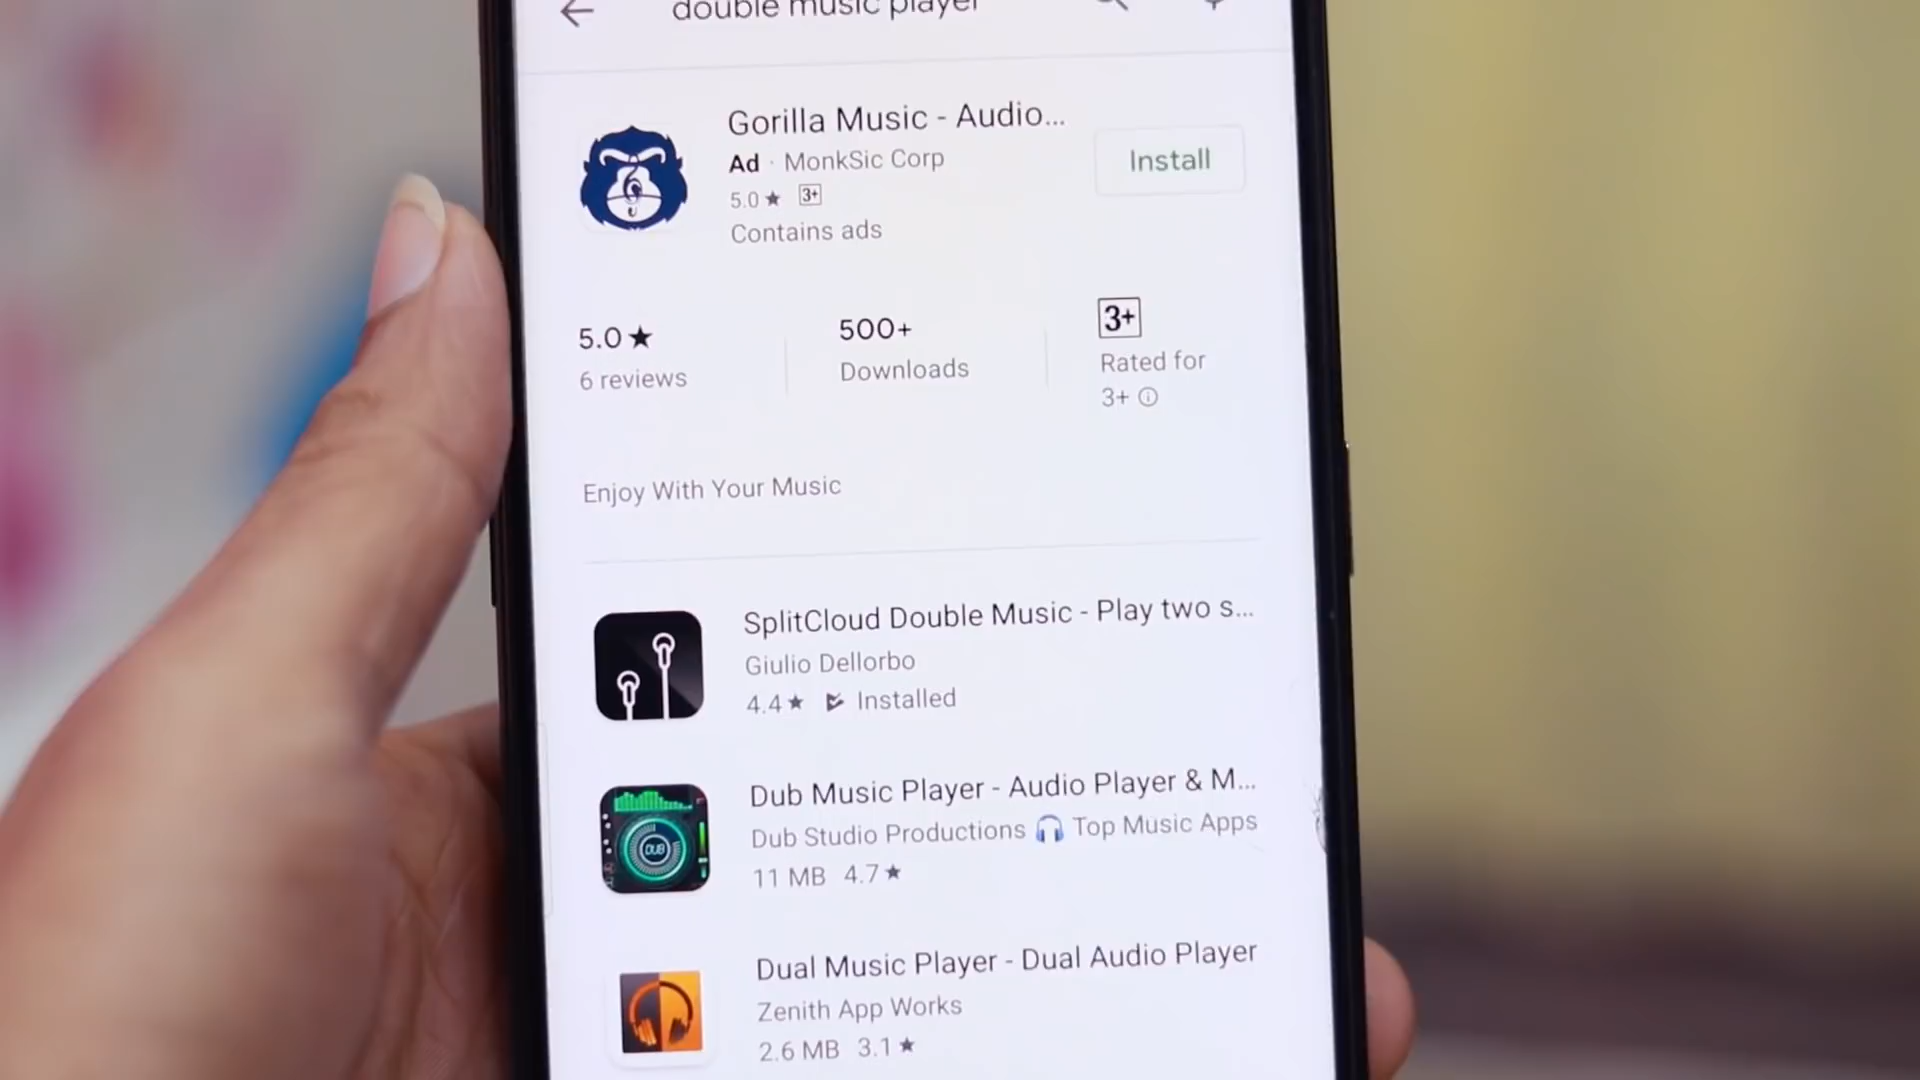 double music player
Gorilla Music - Audio...
Ad · MonkSic Corp
Install
5.0 ★ 3+
Contains ads
5.0 ★
6 reviews
500+
Downloads
3+
Rated for
3+
Enjoy With Your Music
SplitCloud Double Music - Play two s...
Giulio Dellorbo
4.4 ★ Installed
Dub Music Player - Audio Player & M...
Dub Studio Productions 🎧 Top Music Apps
DUB
11 MB 4.7 ★
Dual Music Player - Dual Audio Player
Zenith App Works
2.6 MB 3.1 ★